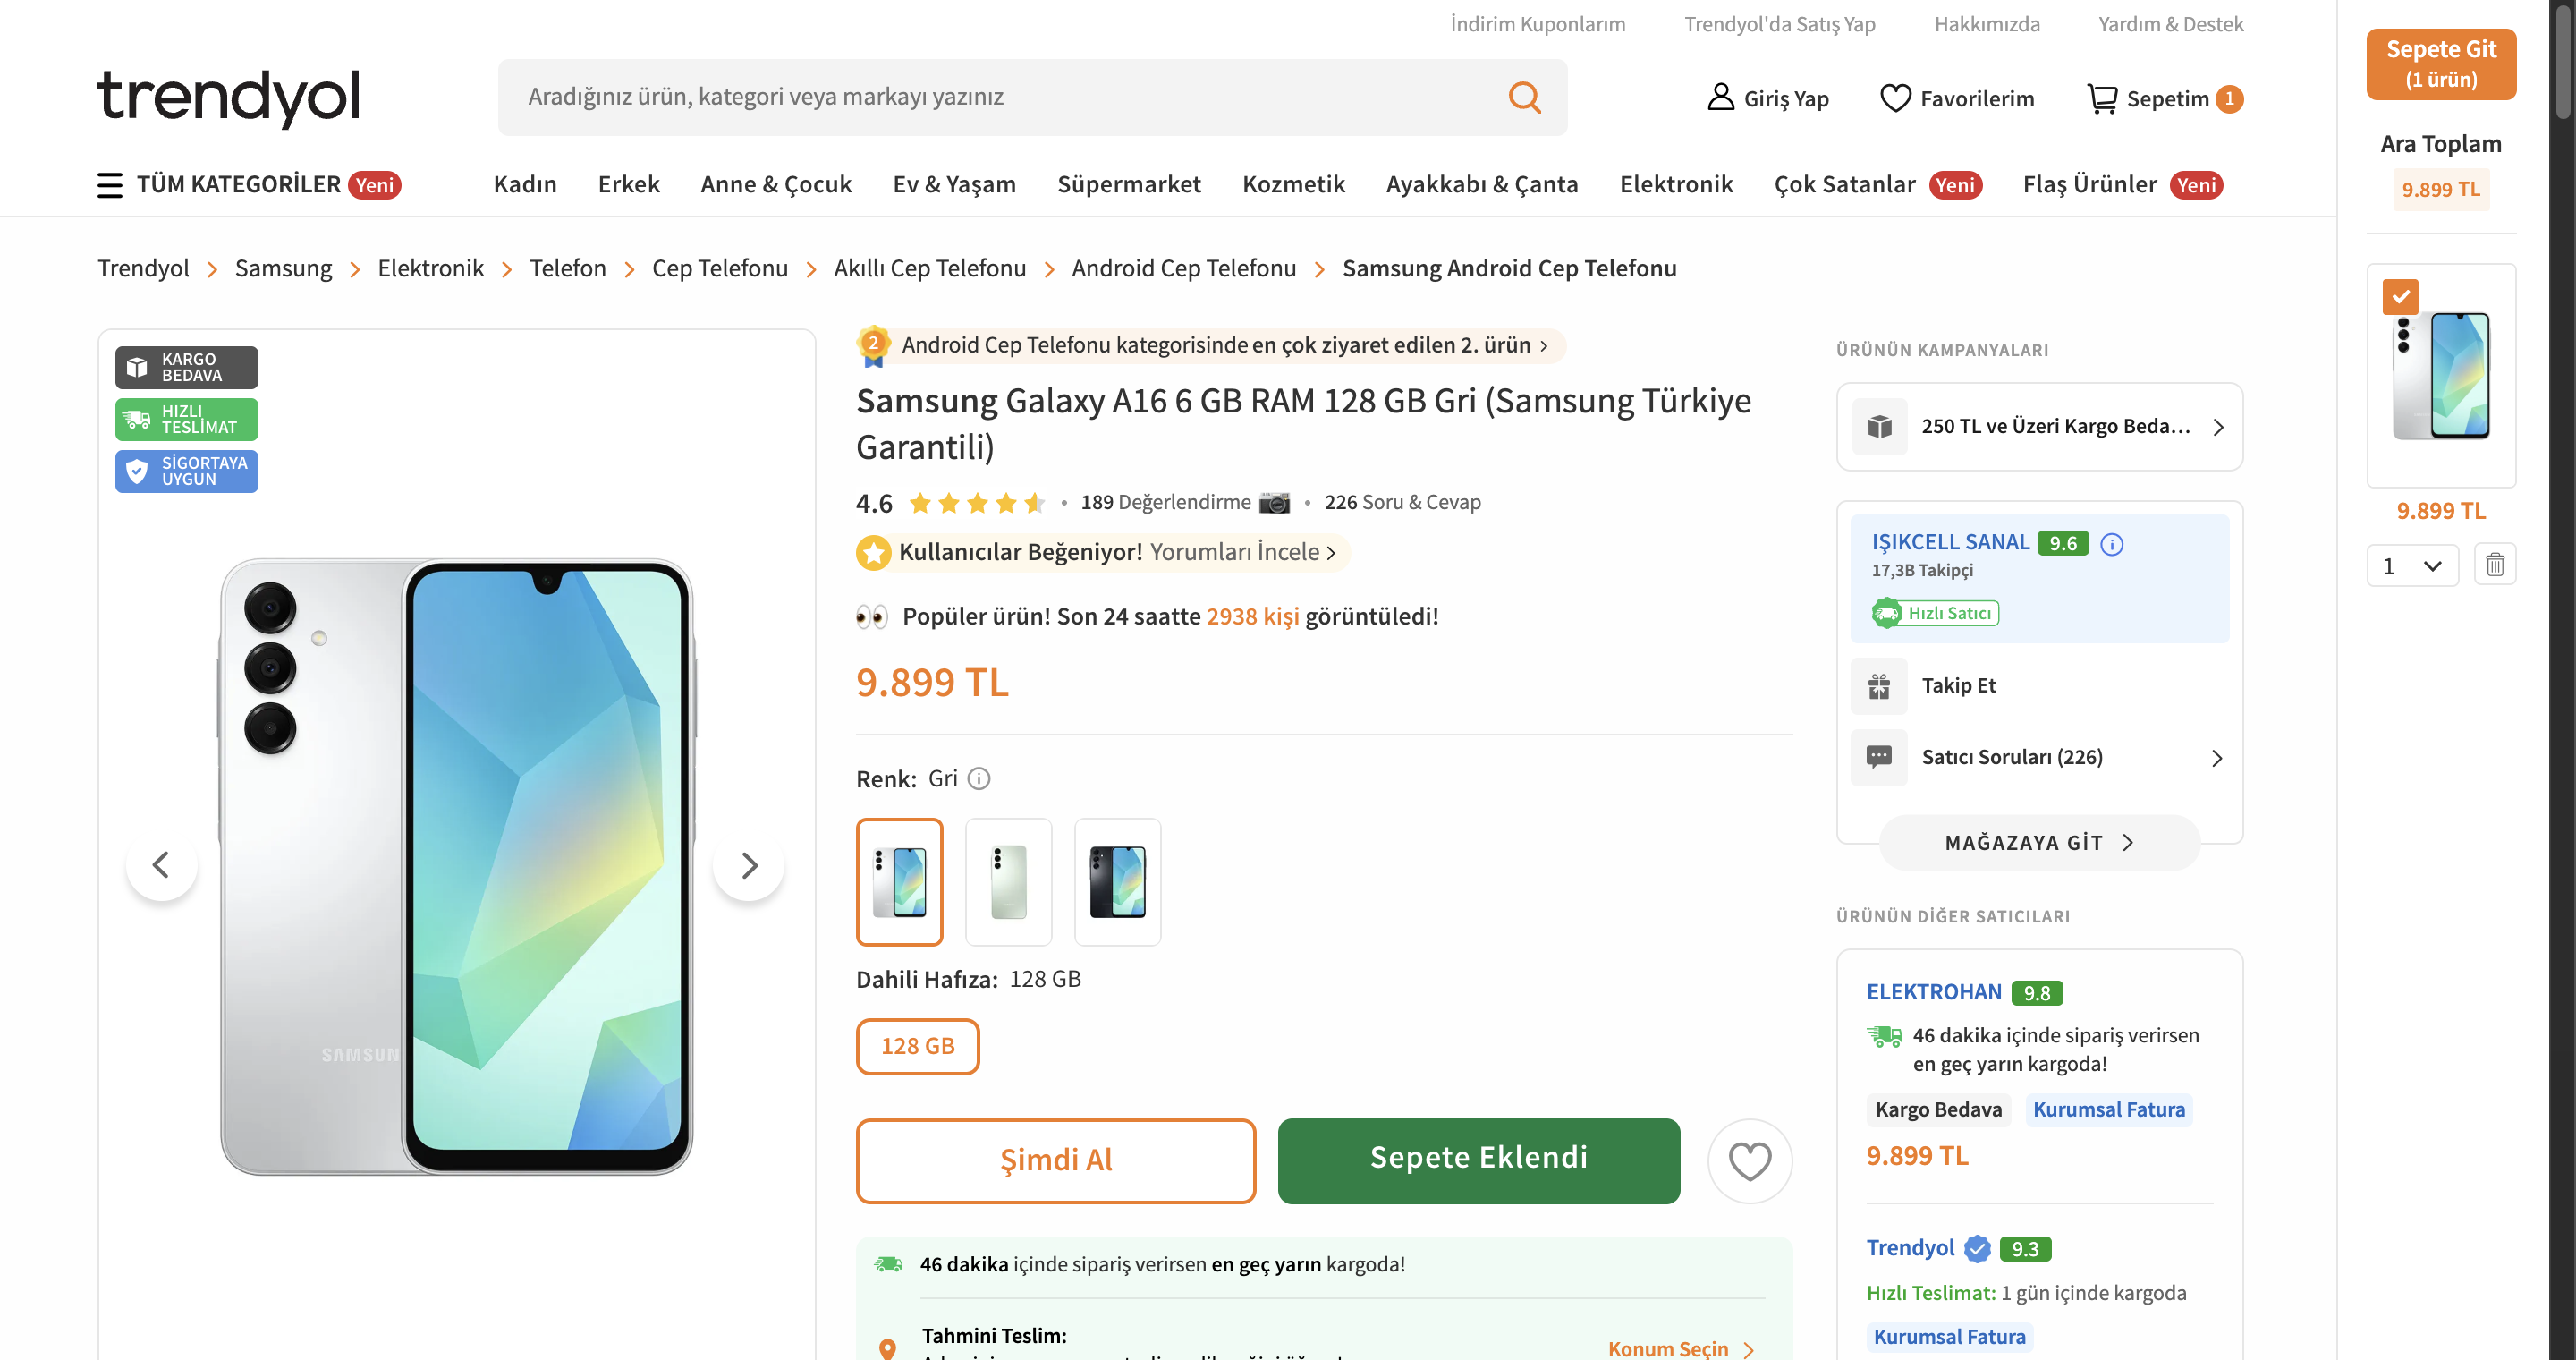 İndirim Kuponlarım
Trendyol'da Satış Yap
Hakkımızda
Yardım & Destek
trendyol
Aradığınız ürün, kategori veya markayı yazınız
Giriş Yap
Favorilerim
Sepetim 1
TÜM KATEGORİLER Yeni
Kadın
Erkek
Anne & Çocuk
Ev & Yaşam
Süpermarket
Kozmetik
Ayakkabı & Çanta
Elektronik
Çok Satanlar Yeni
Flaş Ürünler Yeni
Trendyol > Samsung > Elektronik > Telefon > Cep Telefonu > Akıllı Cep Telefonu > Android Cep Telefonu > Samsung Android Cep Telefonu
KARGO
BEDAVA
HIZLI
TESLİMAT
SİGORTAYA
UYGUN
SAMSUN
2 Android Cep Telefonu kategorisinde en çok ziyaret edilen 2. ürün
Samsung Galaxy A16 6 GB RAM 128 GB Gri (Samsung Türkiye
Garantili)
4.6 • 189 Değerlendirme • 226 Soru & Cevap
Kullanıcılar Beğeniyor! Yorumları İncele
Popüler ürün! Son 24 saatte 2938 kişi görüntüledi!
9.899 TL
Renk: Gri
Dahili Hafıza: 128 GB
128 GB
Şimdi Al
Sepete Eklendi
46 dakika içinde sipariş verirsen en geç yarın kargoda!
Tahmini Teslim:
Konum Seçin
ÜRÜNÜN KAMPANYALARI
250 TL ve Üzeri Kargo Beda...
IŞIKCELL SANAL 9.6
17,3B Takipçi
Hızlı Satıcı
Takip Et
Satıcı Soruları (226)
MAĞAZAYA GİT
ÜRÜNÜN DİĞER SATICILARI
ELEKTROHAN 9.8
46 dakika içinde sipariş verirsen
en geç yarın kargoda!
Kargo Bedava
Kurumsal Fatura
9.899 TL
Trendyol 9.3
Hızlı Teslimat: 1 gün içinde kargoda
Kurumsal Fatura
Sepete Git
(1 ürün)
Ara Toplam
9.899 TL
9.899 TL
1